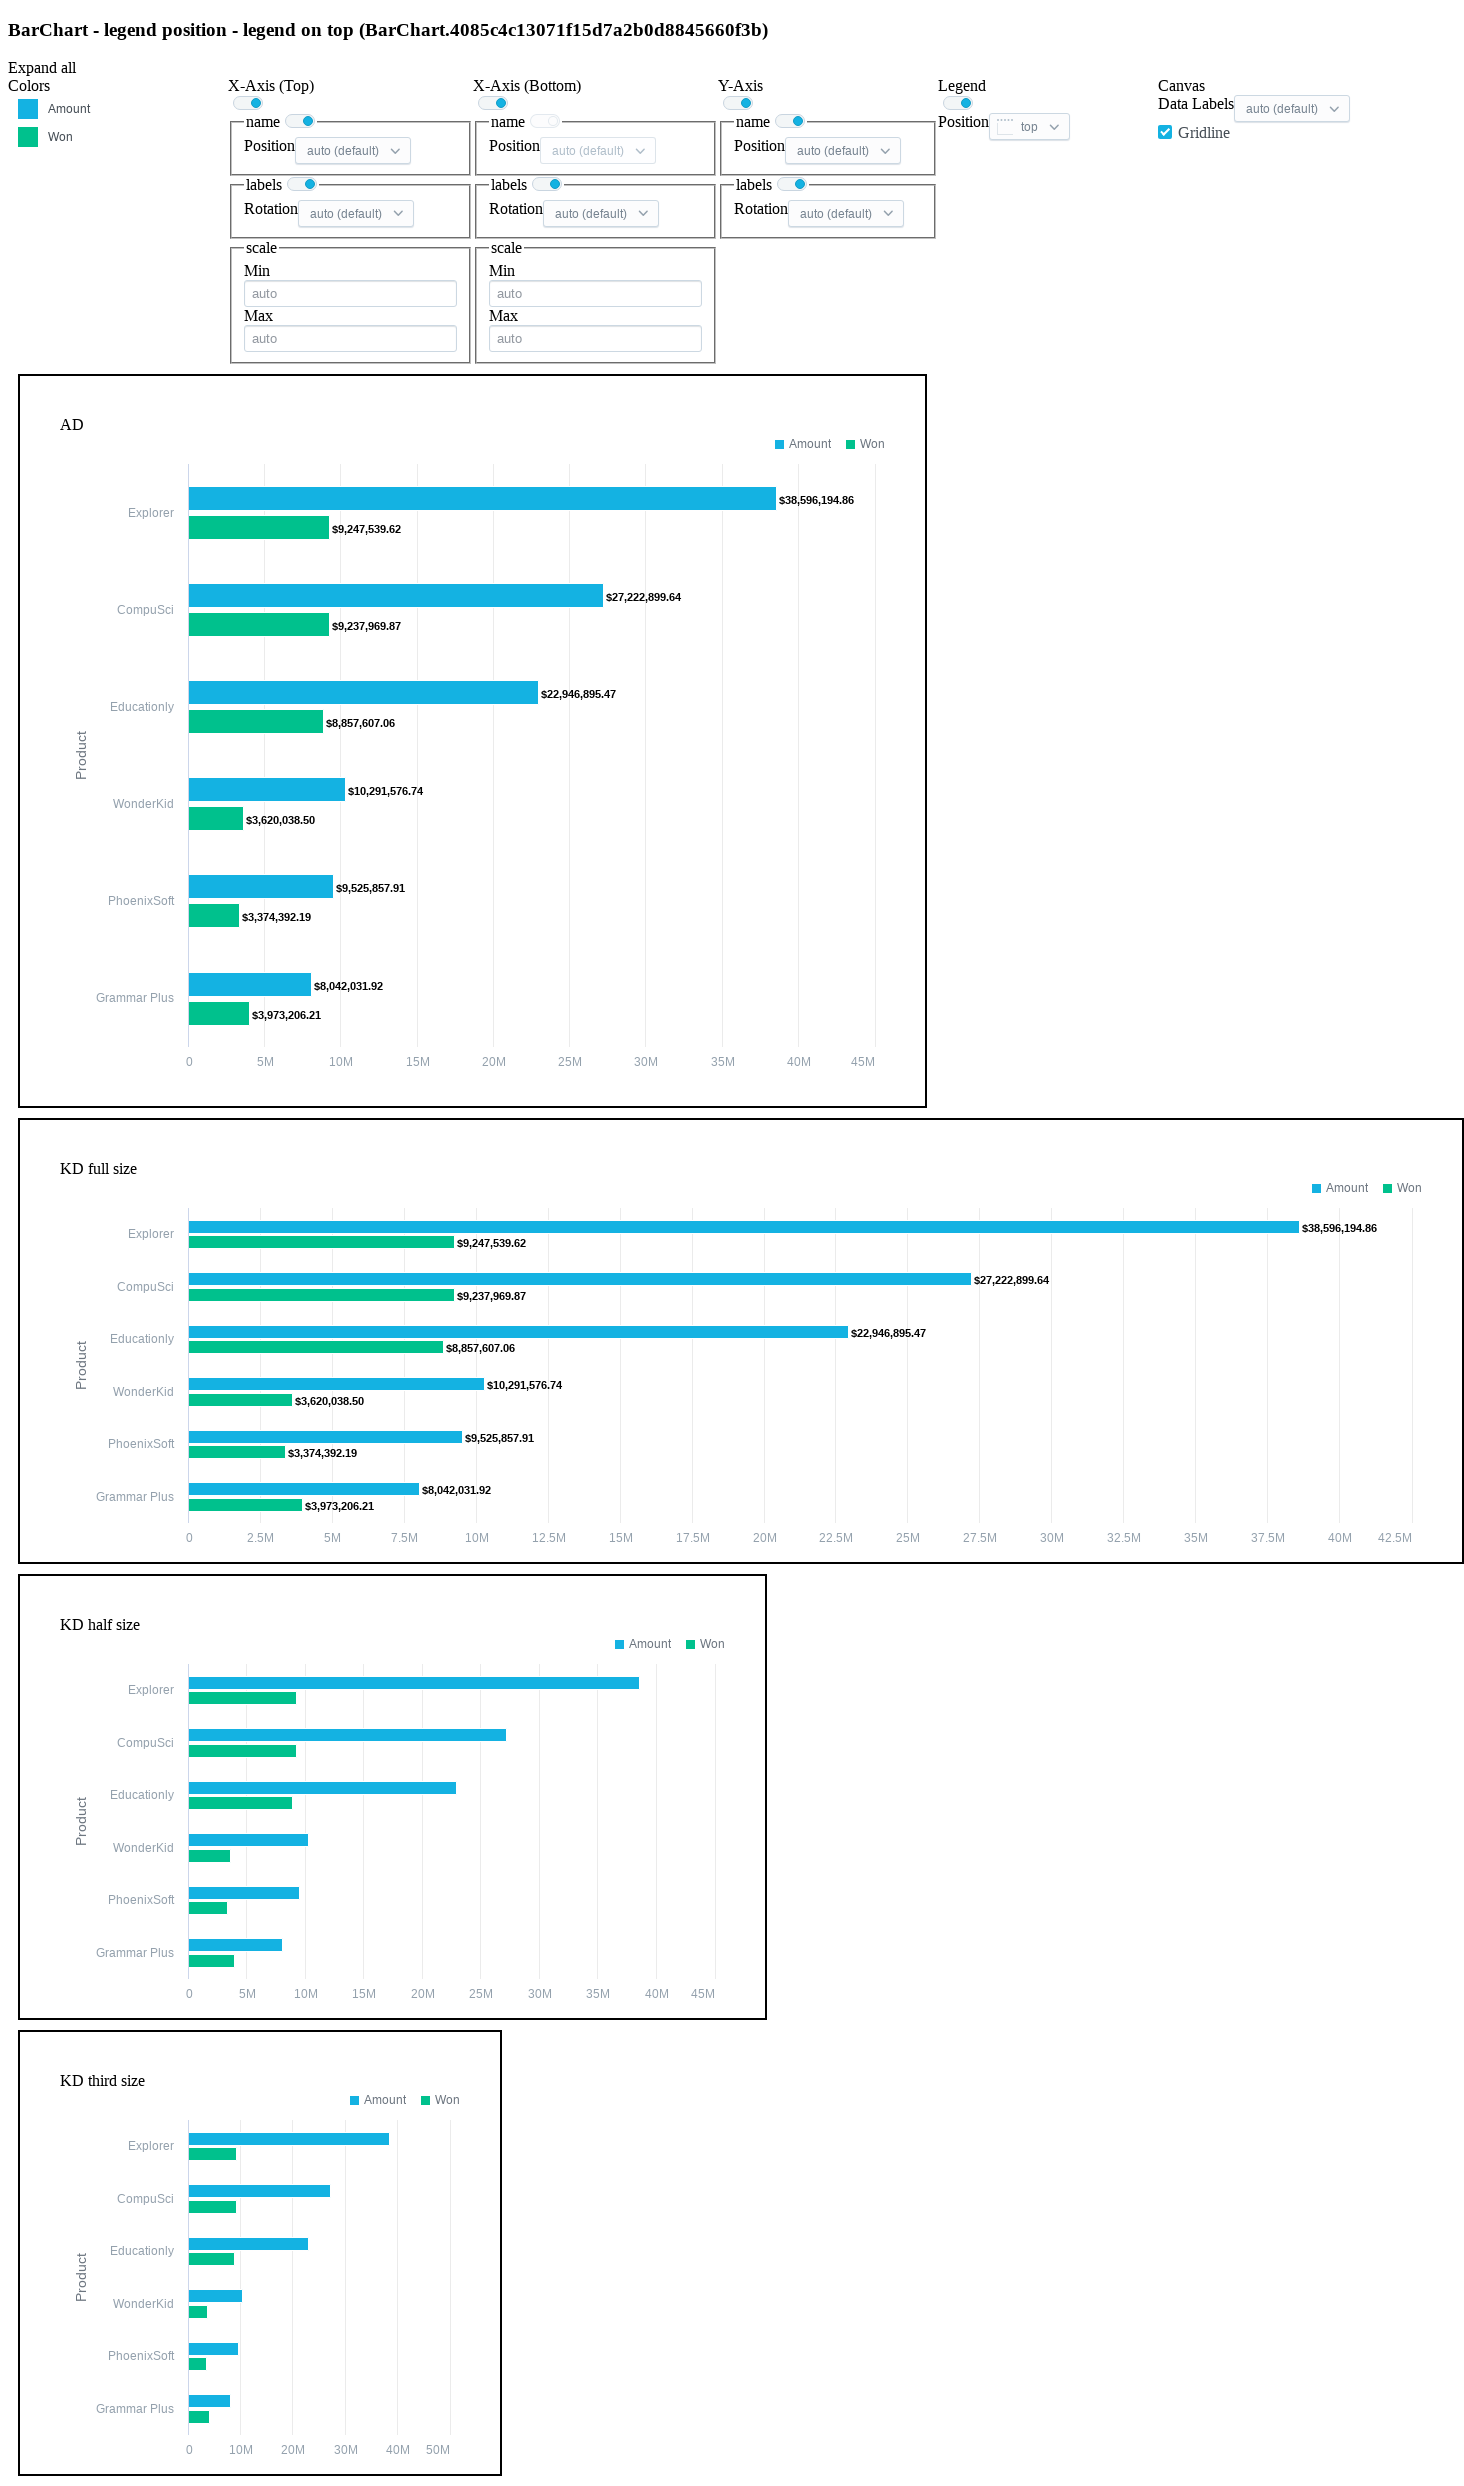 BarChart - legend position - legend on top (BarChart.4085c4c13071f15d7a2b0d8845660f3b)
Expand all
Colors
Amount
Won
X-Axis (Top)
name
Position auto (default)
labels
Rotation auto (default)
scale
Min
auto
Max
auto
X-Axis (Bottom)
name
Position auto (default)
labels
Rotation auto (default)
scale
Min
auto
Max
auto
Y-Axis
name
Position auto (default)
labels
Rotation auto (default)
Legend
Position top
Canvas
Data Labels auto (default)
Gridline
AD
Amount Won
Product
Explorer
$38,596,194.86
$9,247,539.62
CompuSci
$27,222,899.64
$9,237,969.87
Educationly
$22,946,895.47
$8,857,607.06
WonderKid
$10,291,576.74
$3,620,038.50
PhoenixSoft
$9,525,857.91
$3,374,392.19
Grammar Plus
$8,042,031.92
$3,973,206.21
0 5M 10M 15M 20M 25M 30M 35M 40M 45M
KD full size
Amount Won
Product
Explorer
$38,596,194.86
$9,247,539.62
CompuSci
$27,222,899.64
$9,237,969.87
Educationly
$22,946,895.47
$8,857,607.06
WonderKid
$10,291,576.74
$3,620,038.50
PhoenixSoft
$9,525,857.91
$3,374,392.19
Grammar Plus
$8,042,031.92
$3,973,206.21
0 2.5M 5M 7.5M 10M 12.5M 15M 17.5M 20M 22.5M 25M 27.5M 30M 32.5M 35M 37.5M 40M 42.5M
KD half size
Amount Won
Product
Explorer
CompuSci
Educationly
WonderKid
PhoenixSoft
Grammar Plus
0 5M 10M 15M 20M 25M 30M 35M 40M 45M
KD third size
Amount Won
Product
Explorer
CompuSci
Educationly
WonderKid
PhoenixSoft
Grammar Plus
0 10M 20M 30M 40M 50M